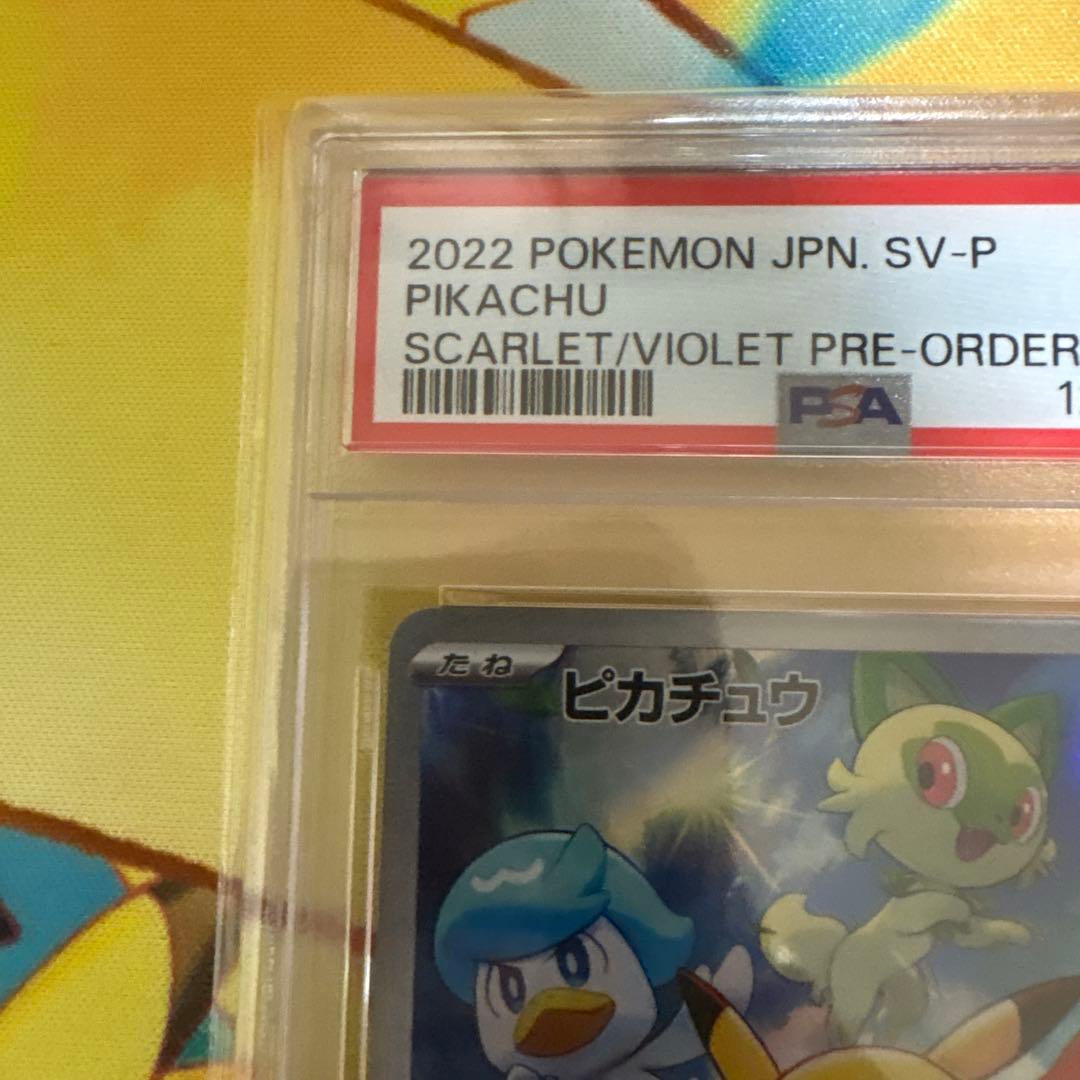 2022 POKEMON JPN. SV-P
PIKACHU
SCARLET/VIOLET PRE-ORDER
PSA
たね
ピカチュウ